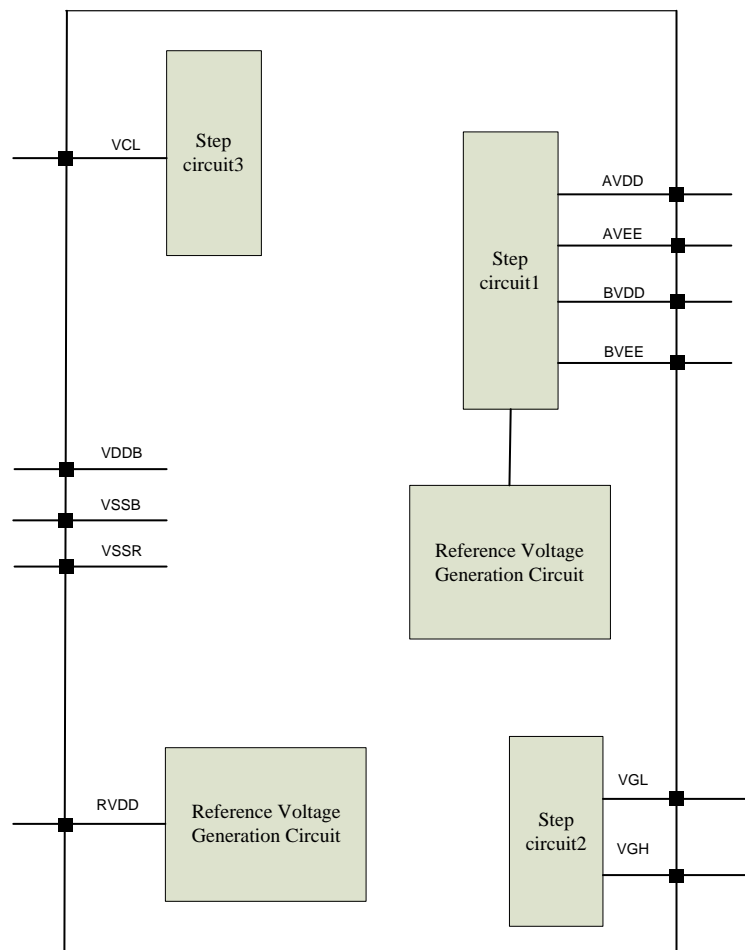 VCL
Step
circuit3
AVDD
AVEE
Step
circuit1
BVDD
BVEE
VDDB
VSSB
VSSR
Reference Voltage
Generation Circuit
RVDD
Reference Voltage
Generation Circuit
Step
circuit2
VGL
VGH